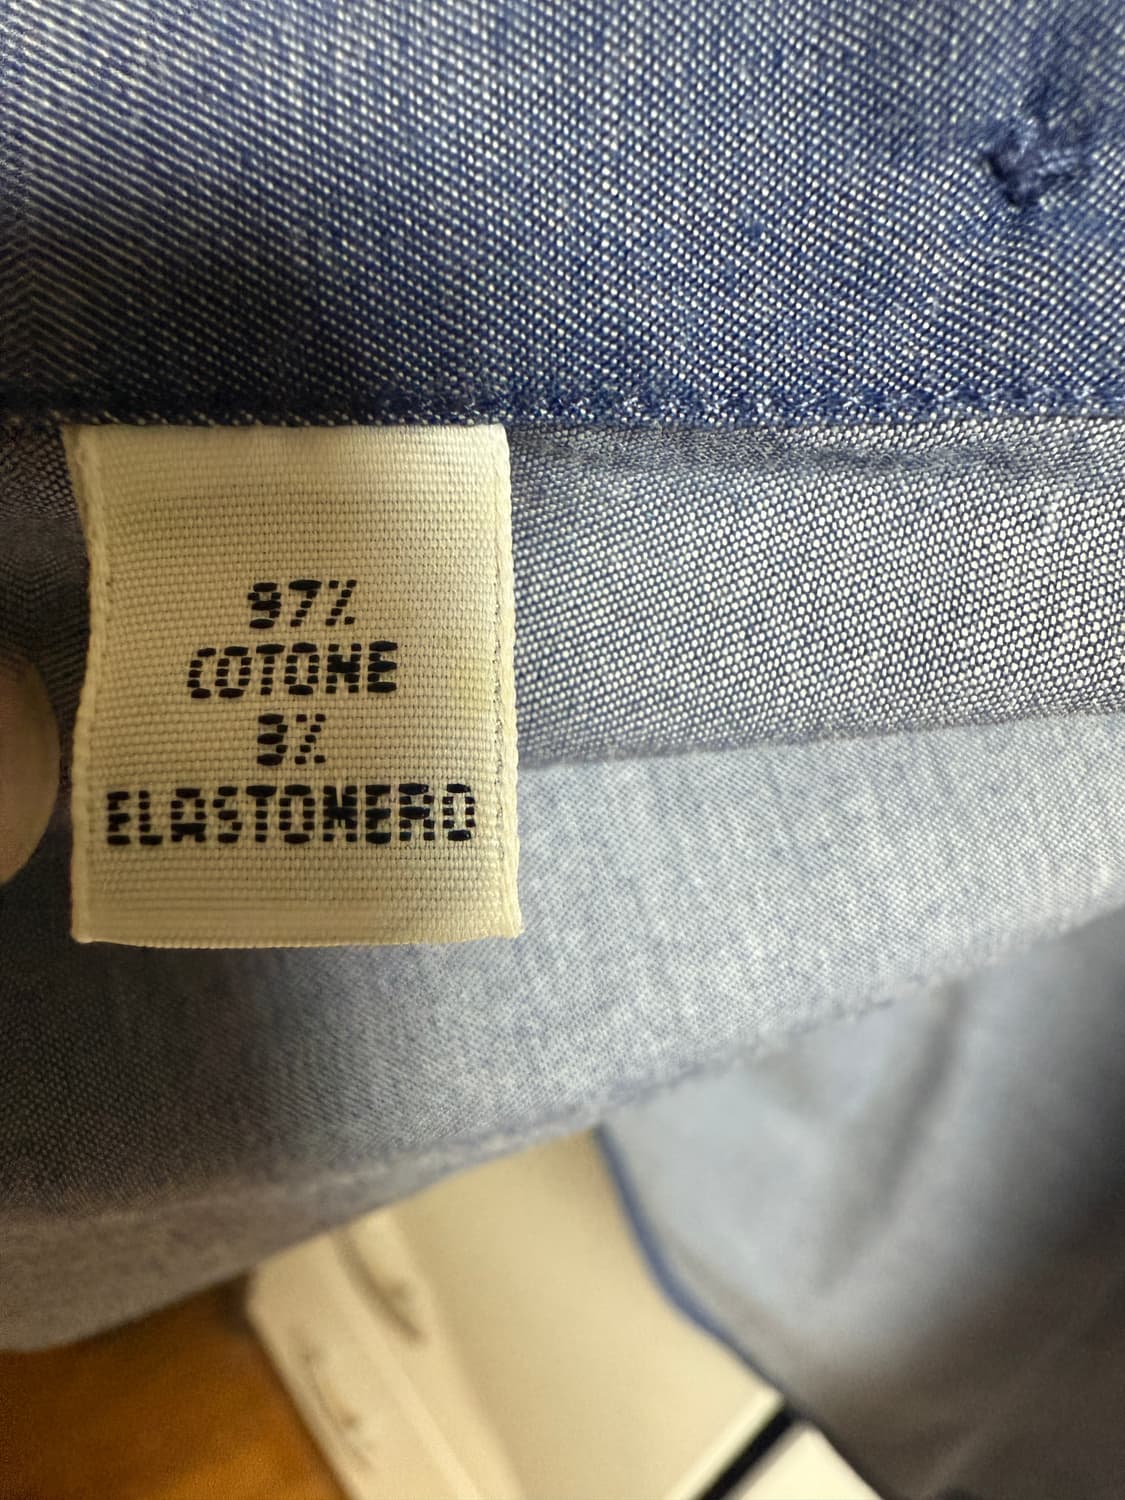 97%
COTONE
3%
ELASTOMERO